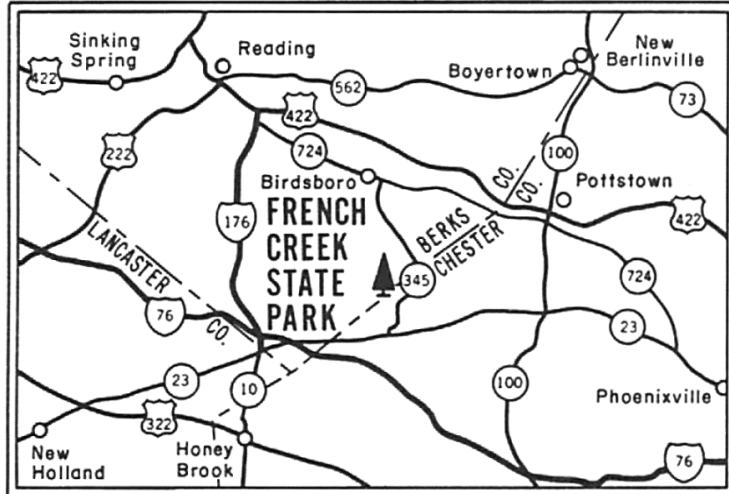 Sinking
Spring
Reading
Boyertown
New
Berlinville
422
562
73
222
422
724
100
Birdsboro
Pottstown
CO.
CO.
FRENCH
CREEK
STATE
PARK
176
BERKS
CHESTER
422
LANCASTER
CO.
345
724
76
23
23
10
100
Phoenixville
322
New
Holland
Honey
Brook
76